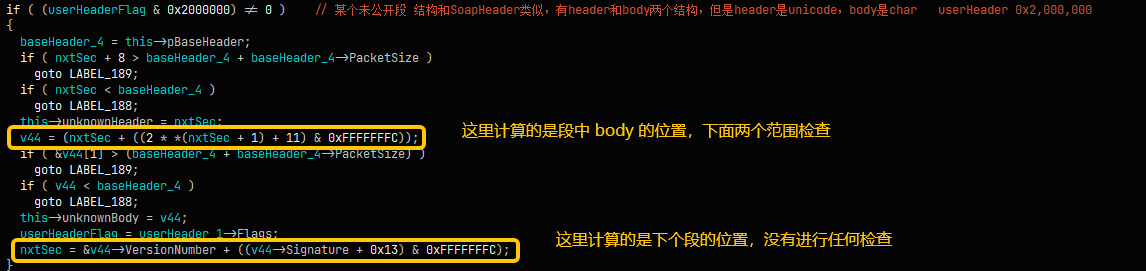 if ( (userHeaderFlag & 0x2000000) ≠ 0 )    // 某个未公开段 结构和SoapHeader类似，有header和body两个结构，但是header是unicode，body是char   userHeader 0x2,000,000
{
baseHeader_4 = this→pBaseHeader;
if ( nxtSec + 8 > baseHeader_4 + baseHeader_4→PacketSize )
goto LABEL_189;
if ( nxtSec < baseHeader_4 )
goto LABEL_188;
this→unknownHeader = nxtSec;
v44 = (nxtSec + ((2 * *(nxtSec + 1) + 11) & 0xFFFFFFFC)); 这里计算的是段中 body 的位置，下面两个范围检查
if ( &v44[1] > (baseHeader_4 + baseHeader_4→PacketSize) )
goto LABEL_189;
if ( v44 < baseHeader_4 )
goto LABEL_188;
this→unknownBody = v44;
userHeaderFlag = userHeader_1→Flags;
nxtSec = &v44→VersionNumber + ((v44→Signature + 0x13) & 0xFFFFFFFC); 这里计算的是下个段的位置，没有进行任何检查
}